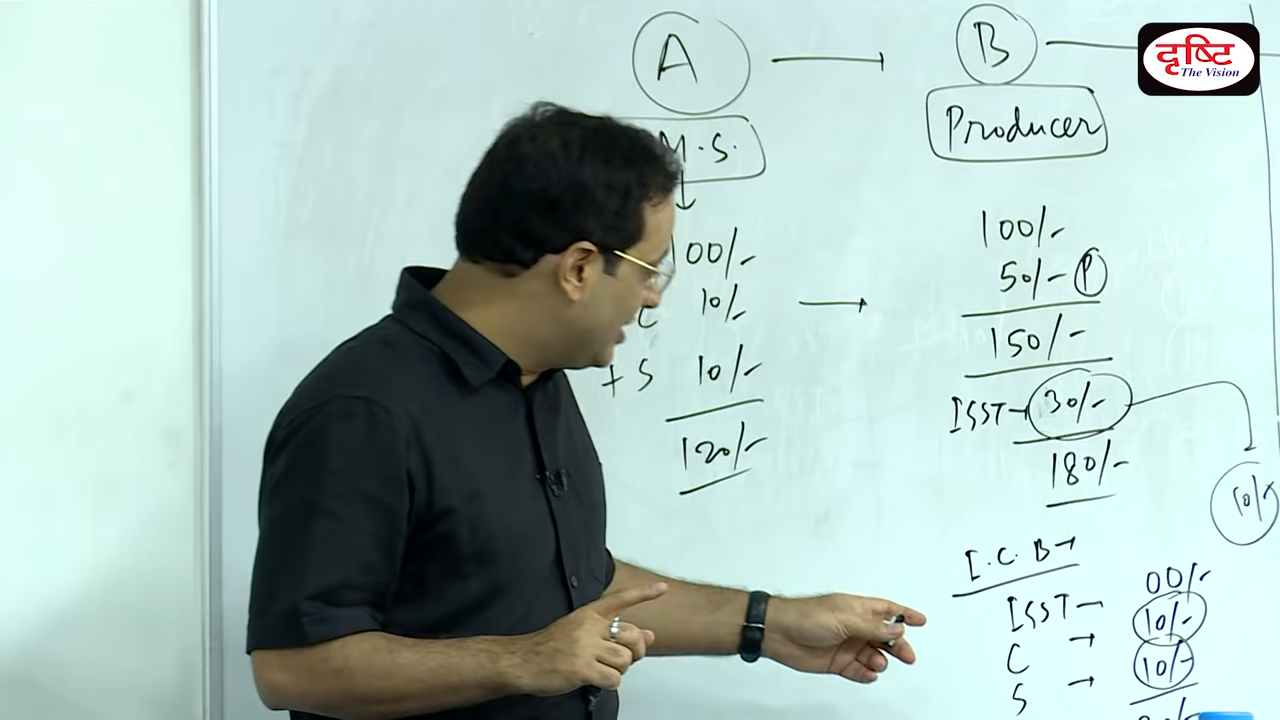 A → B
दृष्टि
The Vision
M.S.
Producer
100/-
C 10/-
+ S 10/-
120/-
→
100/-
50/- P
150/-
IGST → 30/-
180/-
10/-
I.C.B →
IGST — 00/-
C → 10/-
S → 10/-